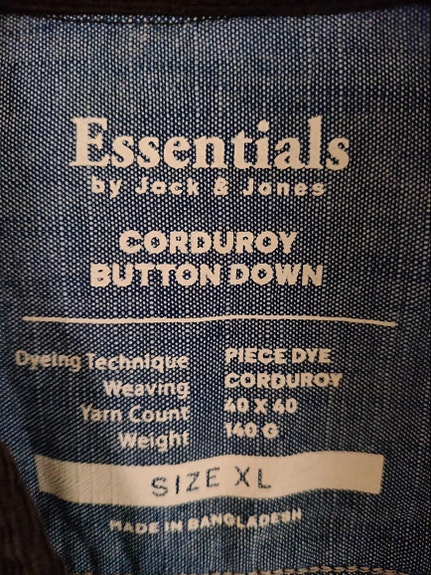 Essentials
by Jack & Jones
CORDUROY
BUTTON DOWN
Dyeing Technique PIECE DYE
Weaving CORDUROY
Yarn Count 40 X 40
Weight 140 G.
SIZE XL
MADE IN BANGLADESH